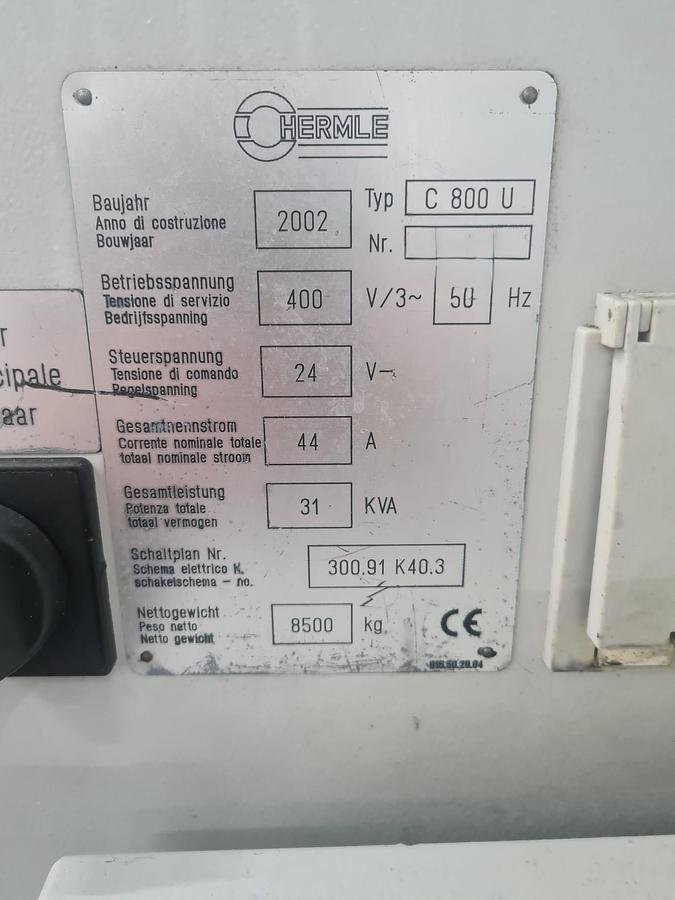 HERMLE
Baujahr
Anno di costruzione
Bouwjaar
2002
Typ C 800 U
Nr.
Betriebsspannung
Tensione di servizio
Bedrijfsspanning
400 V/3~ 50 Hz
Steuerspannung
Tensione di comando
Regelspanning
24 V
Gesamtnennstrom
Corrente nominale totale
totaal nominale stroom
44 A
Gesamtleistung
Potenza totale
totaal vermogen
31 KVA
Schaltplan Nr.
Schema elettrico N.
schakelschema - no.
300.91 K40.3
Nettogewicht
Peso netto
Netto gewicht
8500 kg
CE
r
cipale
aar